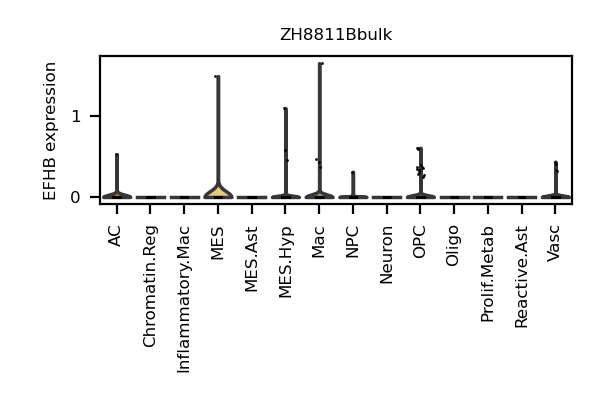 ZH8811Bbulk
EFHB expression
1
0
AC
Chromatin.Reg
Inflammatory.Mac
MES
MES.Ast
MES.Hyp
Mac
NPC
Neuron
OPC
Oligo
Prolif.Metab
Reactive.Ast
Vasc